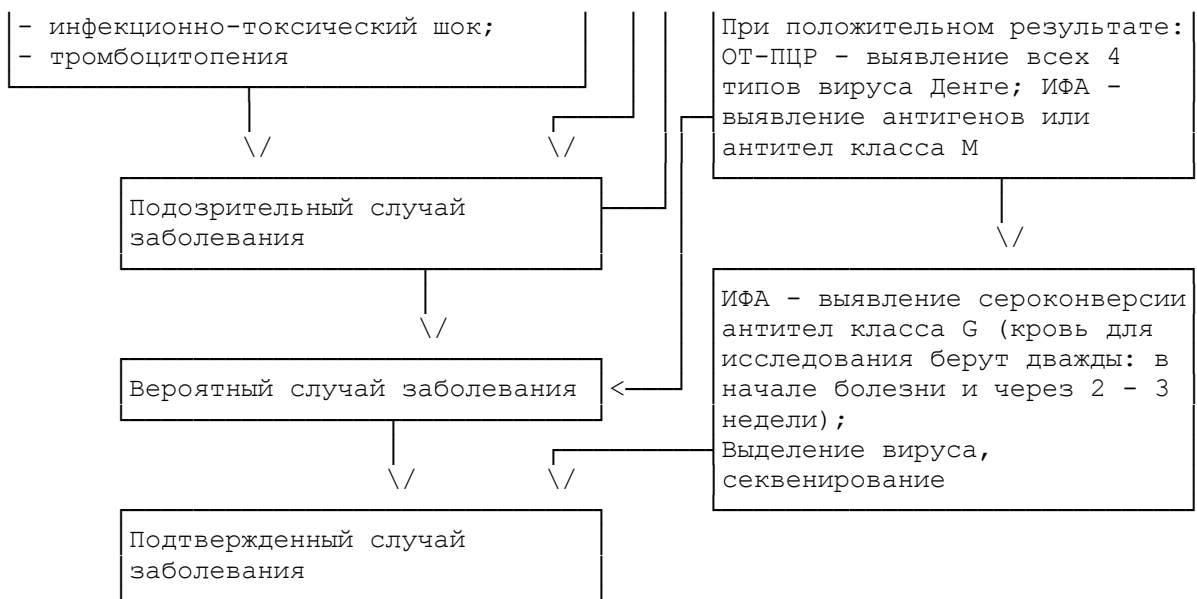 - инфекционно-токсический шок;
- тромбоцитопения
При положительном результате:
ОТ-ПЦР - выявление всех 4
типов вируса Денге; ИФА -
выявление антигенов или
антител класса M
Подозрительный случай
заболевания
ИФА - выявление сероконверсии
антител класса G (кровь для
исследования берут дважды: в
начале болезни и через 2 - 3
недели);
Выделение вируса,
секвенирование
Вероятный случай заболевания
Подтвержденный случай
заболевания